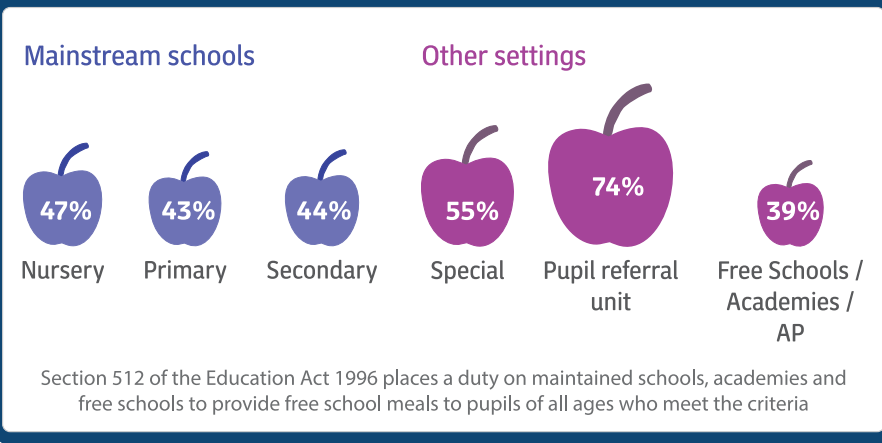 Mainstream schools
Other settings
47%
43%
44%
55%
74%
39%
Nursery
Primary
Secondary
Special
Pupil referral
unit
Free Schools /
Academies /
AP
Section 512 of the Education Act 1996 places a duty on maintained schools, academies and
free schools to provide free school meals to pupils of all ages who meet the criteria